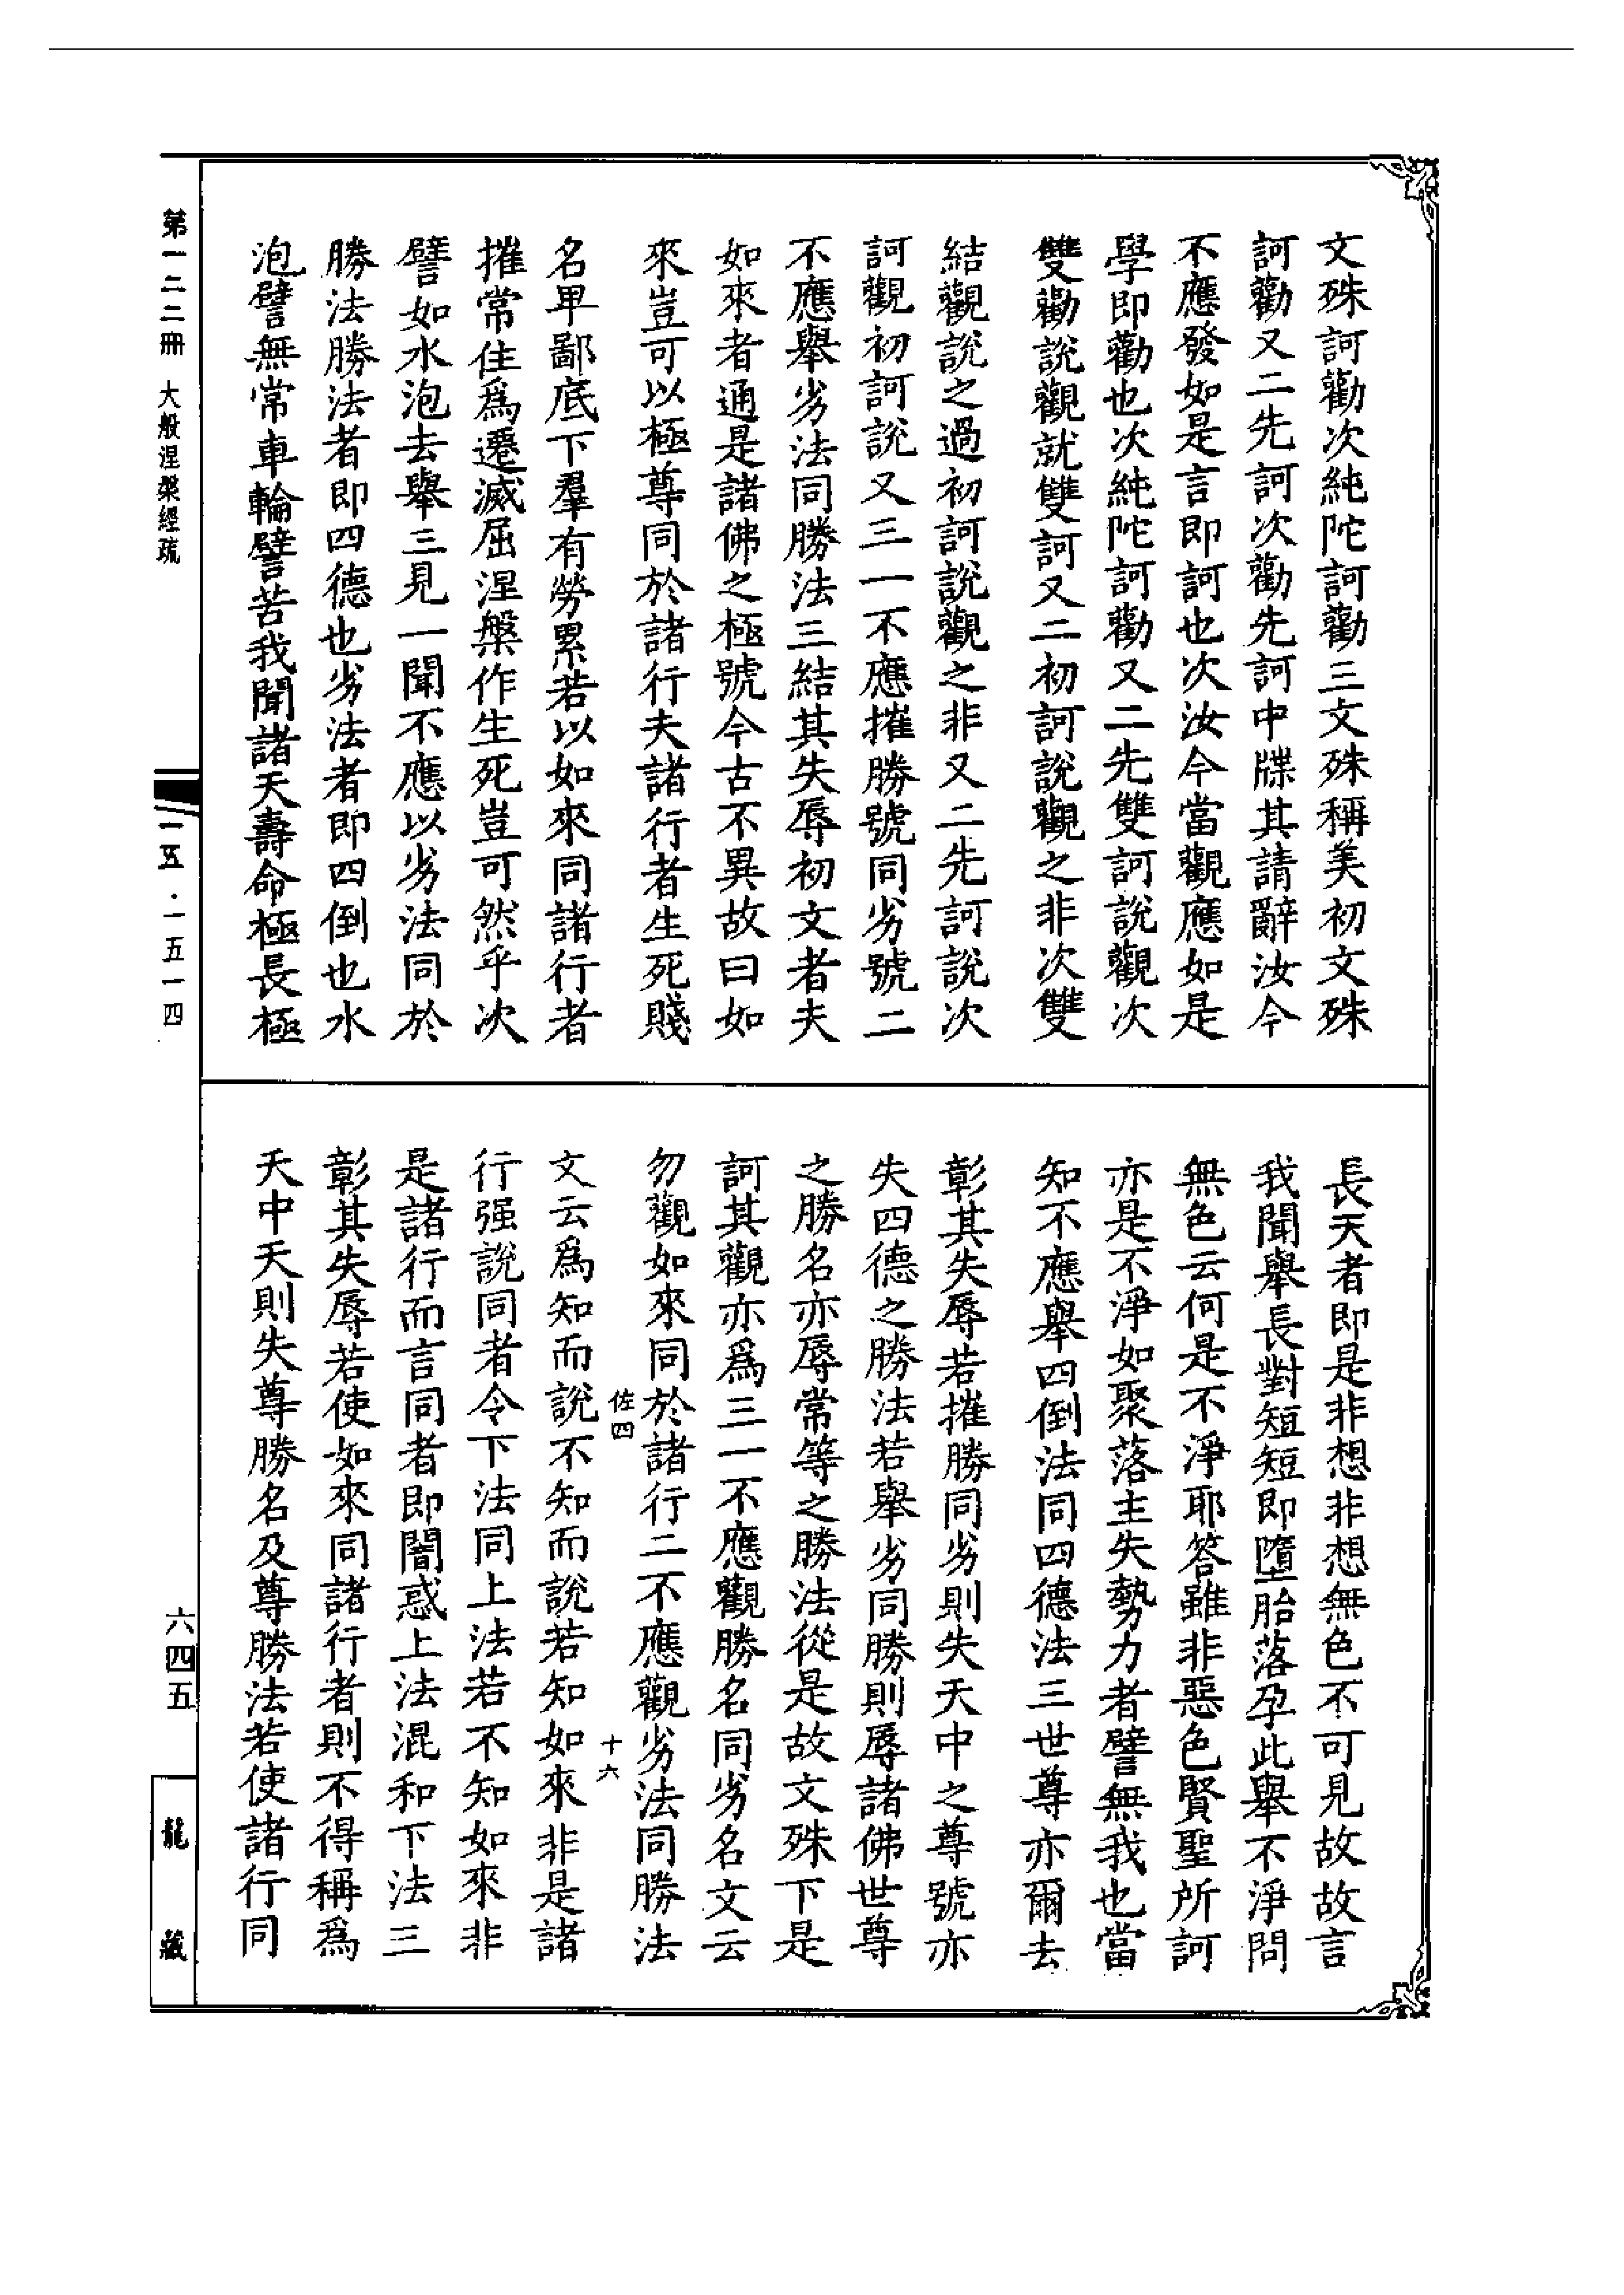 文殊訶勸次純陀訶勸三文殊稱美初文殊
訶勸又二先訶次勸先訶中牒其請辭汝今
不應發如是言即訶也次汝今當觀應如是
學即勸也次純陀訶勸又二先雙訶說觀次
雙勸說觀就雙訶又二初訶說觀之非次雙
結觀說之過初訶說觀之非又二先訶說次
訶觀初訶說又三一不應摧勝號同劣號二
不應舉劣法同勝法三結其失辱初文者夫
如來者通是諸佛之極號今古不異故曰如
來豈可以極尊同於諸行夫諸行者生死賤
名卑鄙底下羣有勞累若以如來同諸行者
摧常住爲遷滅屈涅槃作生死豈可然乎次
譬如水泡去舉三見一聞不應以劣法同於
勝法勝法者即四德也劣法者即四倒也水
泡譬無常車輪譬苦我聞諸天壽命極長極
長天者即是非想非想無色不可見故故言
我聞舉長對短短即墮胎落孕此舉不淨問
無色云何是不淨耶答雖非惡色賢聖所訶
亦是不淨如聚落主失勢力者譬無我也當
知不應舉四倒法同四德法三世尊亦爾去
彰其失辱若摧勝同劣則失天中之尊號亦
失四德之勝法若舉劣同勝則辱諸佛世尊
之勝名亦辱常等之勝法從是故文殊下是
訶其觀亦爲三一不應觀勝名同劣名文云
勿觀如來同於諸行二不應觀劣法同勝法
佐四 十六
文云爲知而說不知而說若知如來非是諸
行强說同者令下法同上法若不知如來非
是諸行而言同者即闇惑上法混和下法三
彰其失辱若使如來同諸行者則不得稱爲
天中天則失尊勝名及尊勝法若使諸行同
第一二二冊 大般涅槃經疏
一五·一五一四
六四五
龍藏